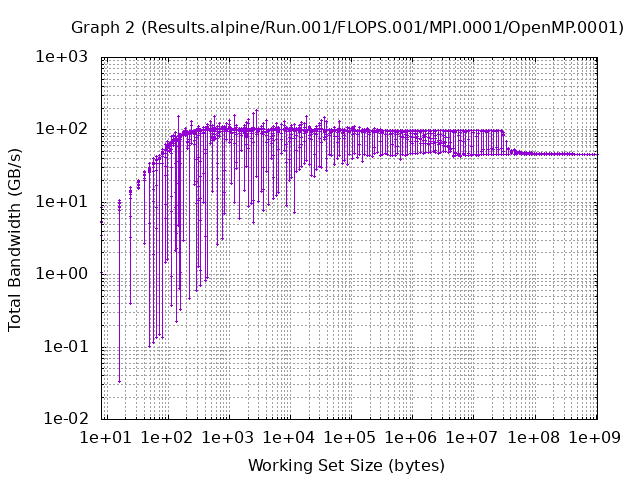 Graph 2 (Results.alpine/Run.001/FLOPS.001/MPI.0001/OpenMP.0001)
1e+03
1e+02
1e+01
1e+00
1e-01
1e-02
Total Bandwidth (GB/s)
1e+01 1e+02 1e+03 1e+04 1e+05 1e+06 1e+07 1e+08 1e+09
Working Set Size (bytes)